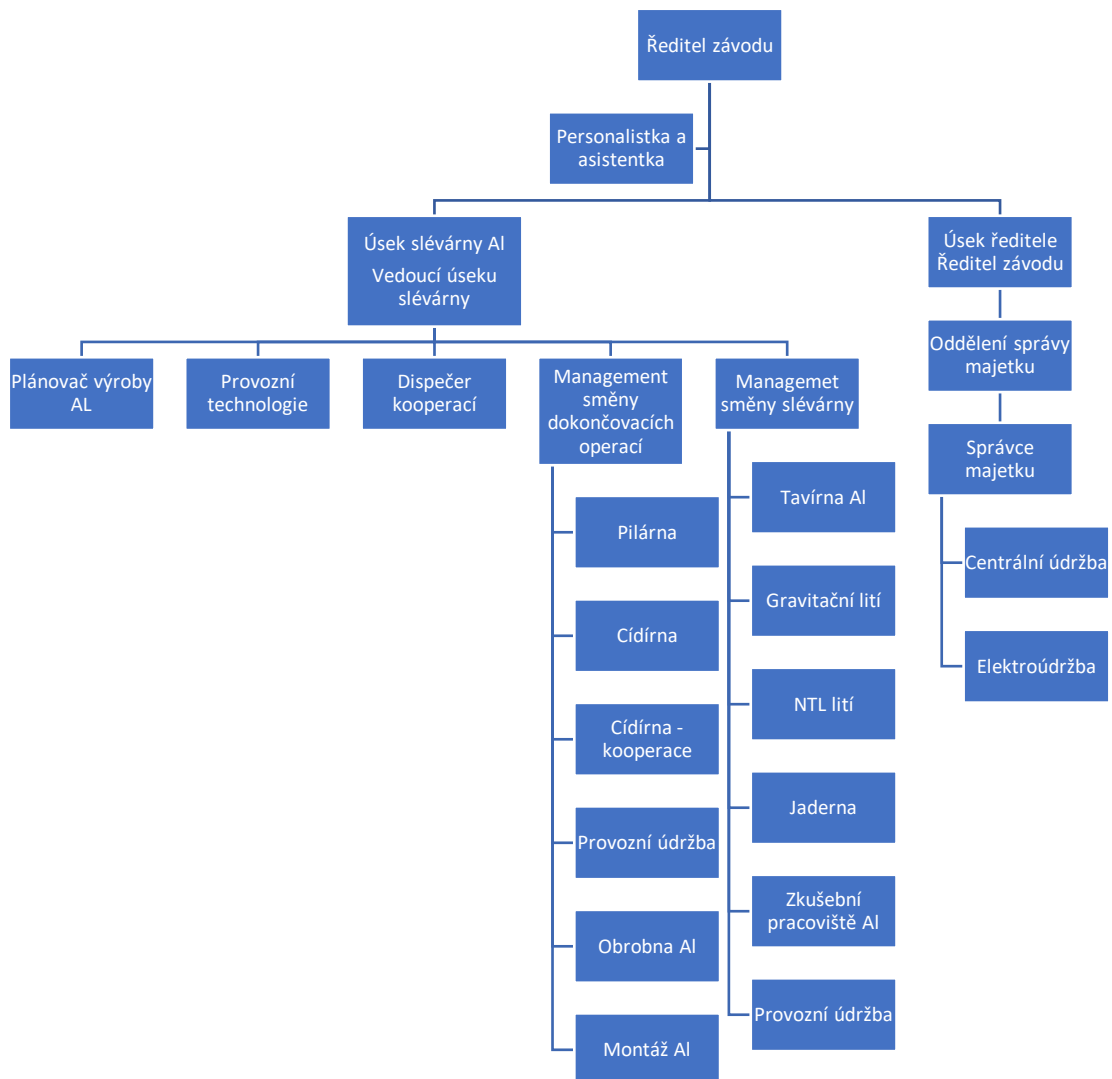 Ředitel závodu
Personalistka a
asistentka
Úsek slévárny Al
Vedoucí úseku
slévárny
Úsek ředitele
Ředitel závodu
Plánovač výroby
AL
Provozní
technologie
Dispečer
kooperací
Management
směny
dokončovacích
operací
Managemet
směny slévárny
Oddělení správy
majetku
Správce
majetku
Pilárna
Cídírna
Cídírna -
kooperace
Provozní údržba
Obrobna Al
Montáž Al
Tavírna Al
Gravitační lití
NTL lití
Jaderna
Zkušební
pracoviště Al
Provozní údržba
Centrální údržba
Elektroúdržba